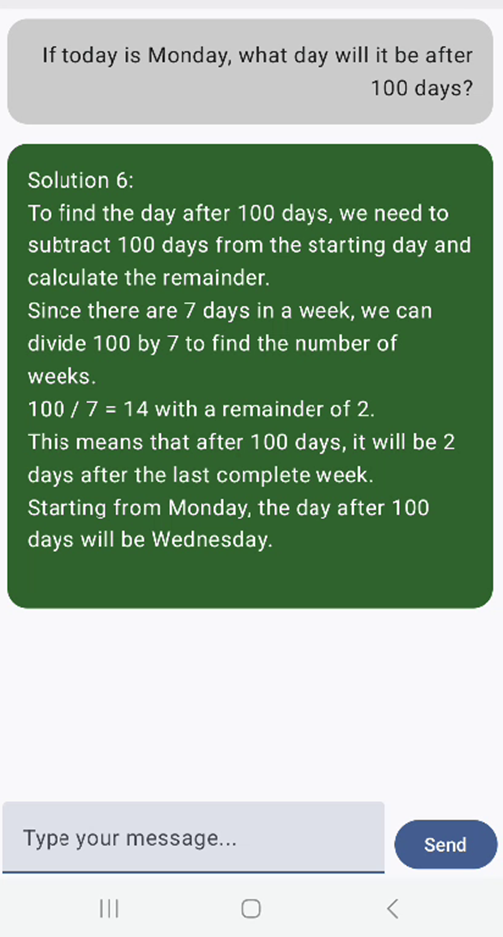 If today is Monday, what day will it be after
100 days?
Solution 6:
To find the day after 100 days, we need to
subtract 100 days from the starting day and
calculate the remainder.
Since there are 7 days in a week, we can
divide 100 by 7 to find the number of
weeks.
100 / 7 = 14 with a remainder of 2.
This means that after 100 days, it will be 2
days after the last complete week.
Starting from Monday, the day after 100
days will be Wednesday.
Type your message...
Send